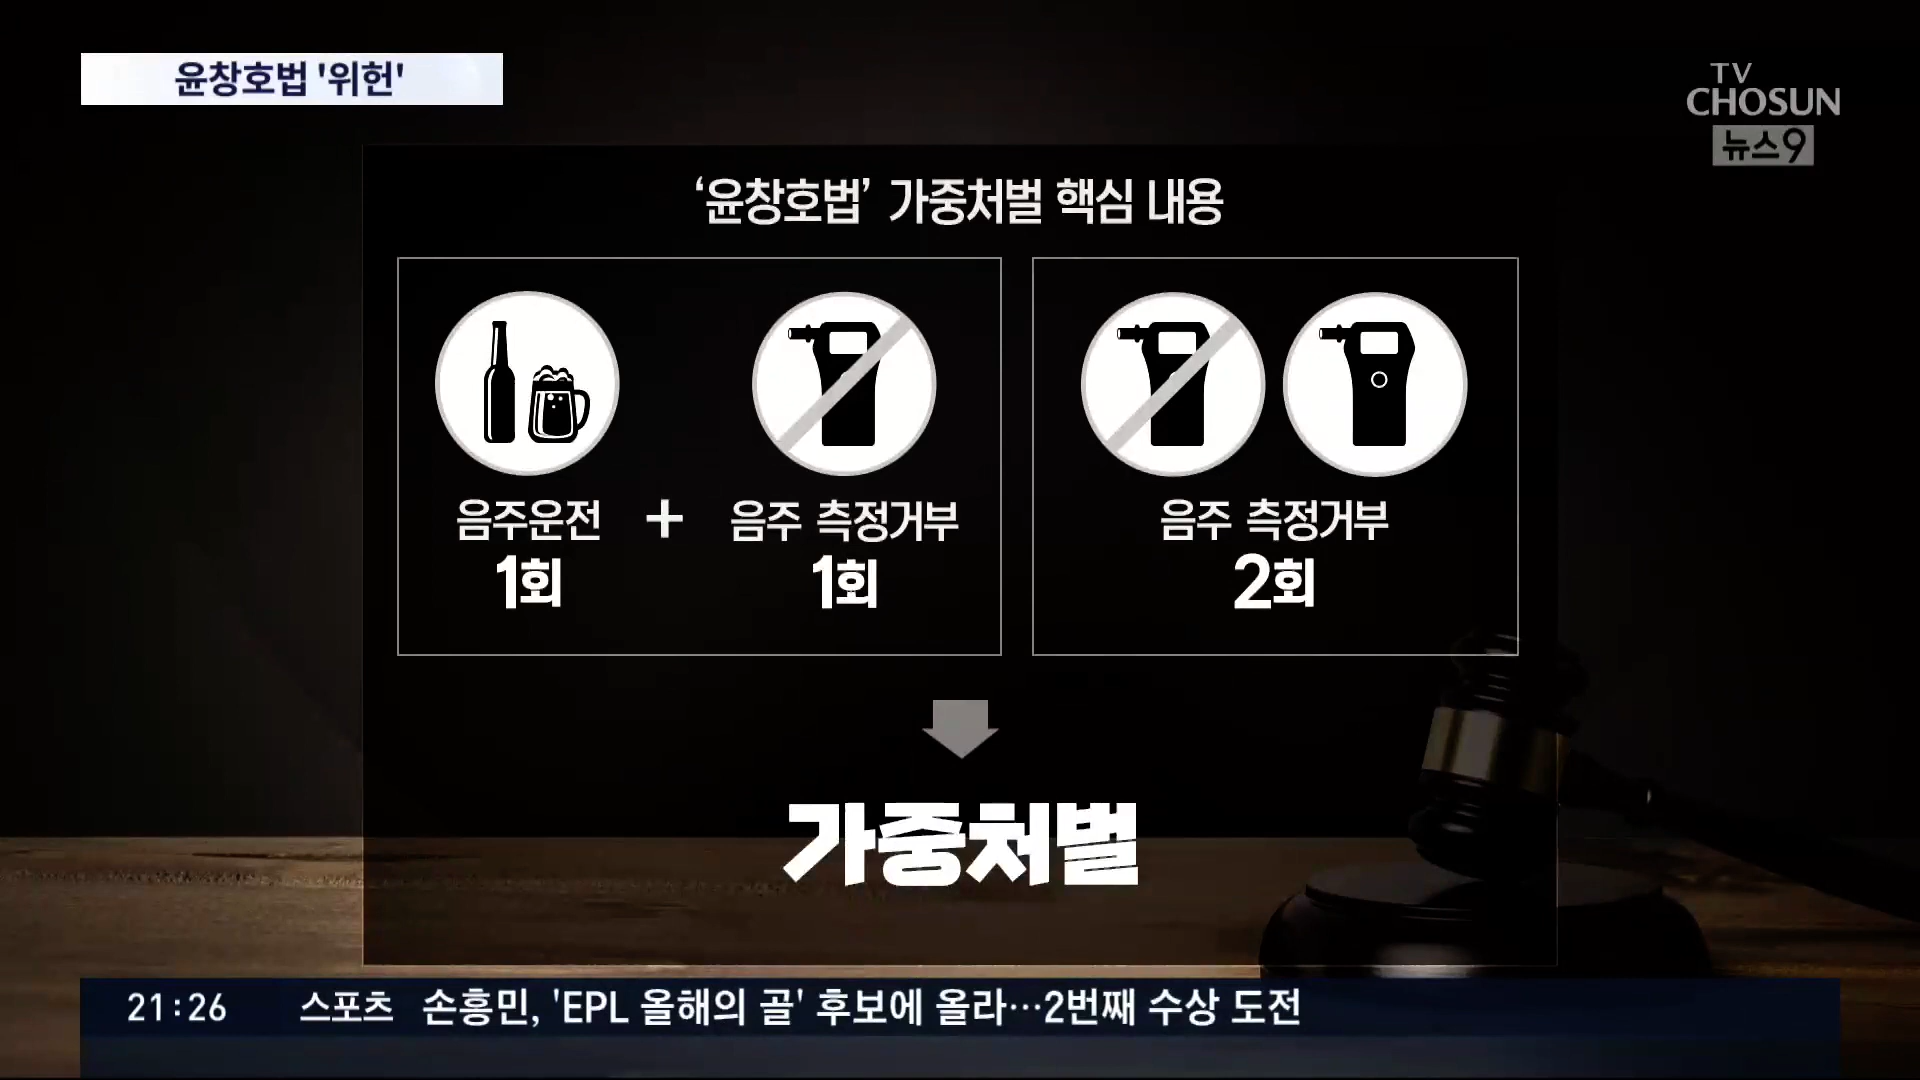 윤창호법 '위헌'
TV
CHOSUN
뉴스9
‘윤창호법’ 가중처벌 핵심 내용
음주운전 + 음주 측정거부
1회 1회
음주 측정거부
2회
가중처벌
21:26 스포츠 손흥민, 'EPL 올해의 골' 후보에 올라…2번째 수상 도전